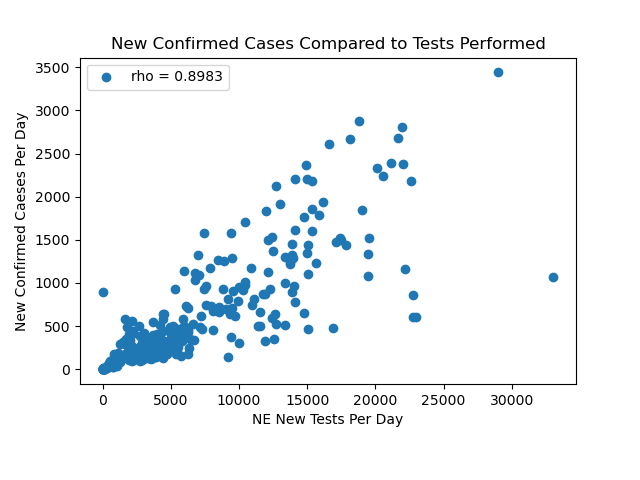 New Confirmed Cases Compared to Tests Performed
rho = 0.8983
3500
3000
2500
2000
1500
1000
500
0
New Confirmed Caeses Per Day
0 5000 10000 15000 20000 25000 30000
NE New Tests Per Day